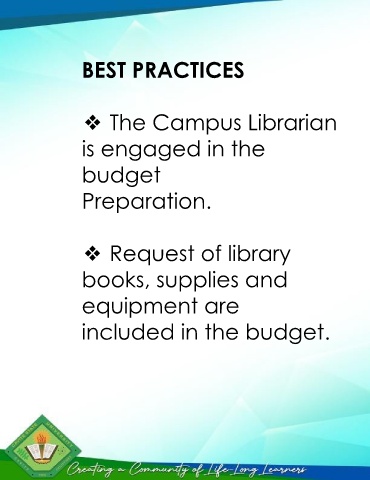 BEST PRACTICES
❖ The Campus Librarian
is engaged in the
budget
Preparation.
❖ Request of library
books, supplies and
equipment are
included in the budget.
Creating a Community of Life-Long Learners